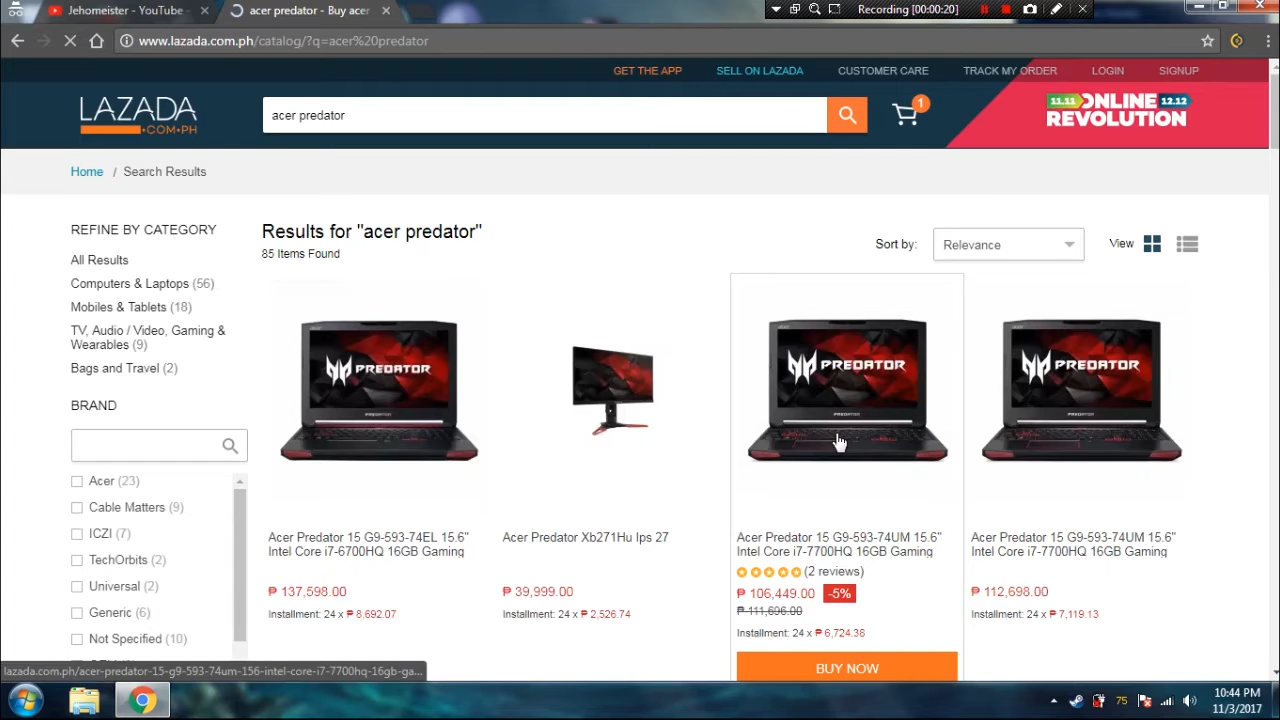 Jehomeister - YouTube
acer predator - Buy acer
Recording [00:00:20]
www.lazada.com.ph/catalog/?q=acer%20predator
GET THE APP
SELL ON LAZADA
CUSTOMER CARE
TRACK MY ORDER
LOGIN
SIGNUP
LAZADA
.COM.PH
acer predator
1
11.11 ONLINE 12.12
REVOLUTION
Home / Search Results
REFINE BY CATEGORY
All Results
Computers & Laptops (56)
Mobiles & Tablets (18)
TV, Audio / Video, Gaming &
Wearables (9)
Bags and Travel (2)
BRAND
Acer (23)
Cable Matters (9)
ICZI (7)
TechOrbits (2)
Universal (2)
Generic (6)
Not Specified (10)
Results for "acer predator"
85 Items Found
Sort by:
Relevance
View
PREDATOR
PREDATOR
Acer Predator 15 G9-593-74EL 15.6"
Intel Core i7-6700HQ 16GB Gaming
₱ 137,598.00
Installment: 24 x ₱ 8,692.07
Acer Predator Xb271Hu Ips 27
₱ 39,999.00
Installment: 24 x ₱ 2,526.74
PREDATOR
PREDATOR
Acer Predator 15 G9-593-74UM 15.6"
Intel Core i7-7700HQ 16GB Gaming
(2 reviews)
₱ 106,449.00 -5%
₱ 111,696.00
Installment: 24 x ₱ 6,724.38
BUY NOW
PREDATOR
PREDATOR
Acer Predator 15 G9-593-74UM 15.6"
Intel Core i7-7700HQ 16GB Gaming
₱ 112,698.00
Installment: 24 x ₱ 7,119.13
lazada.com.ph/acer-predator-15-g9-593-74um-156-intel-core-i7-7700hq-16gb-ga...
75
10:44 PM
11/3/2017